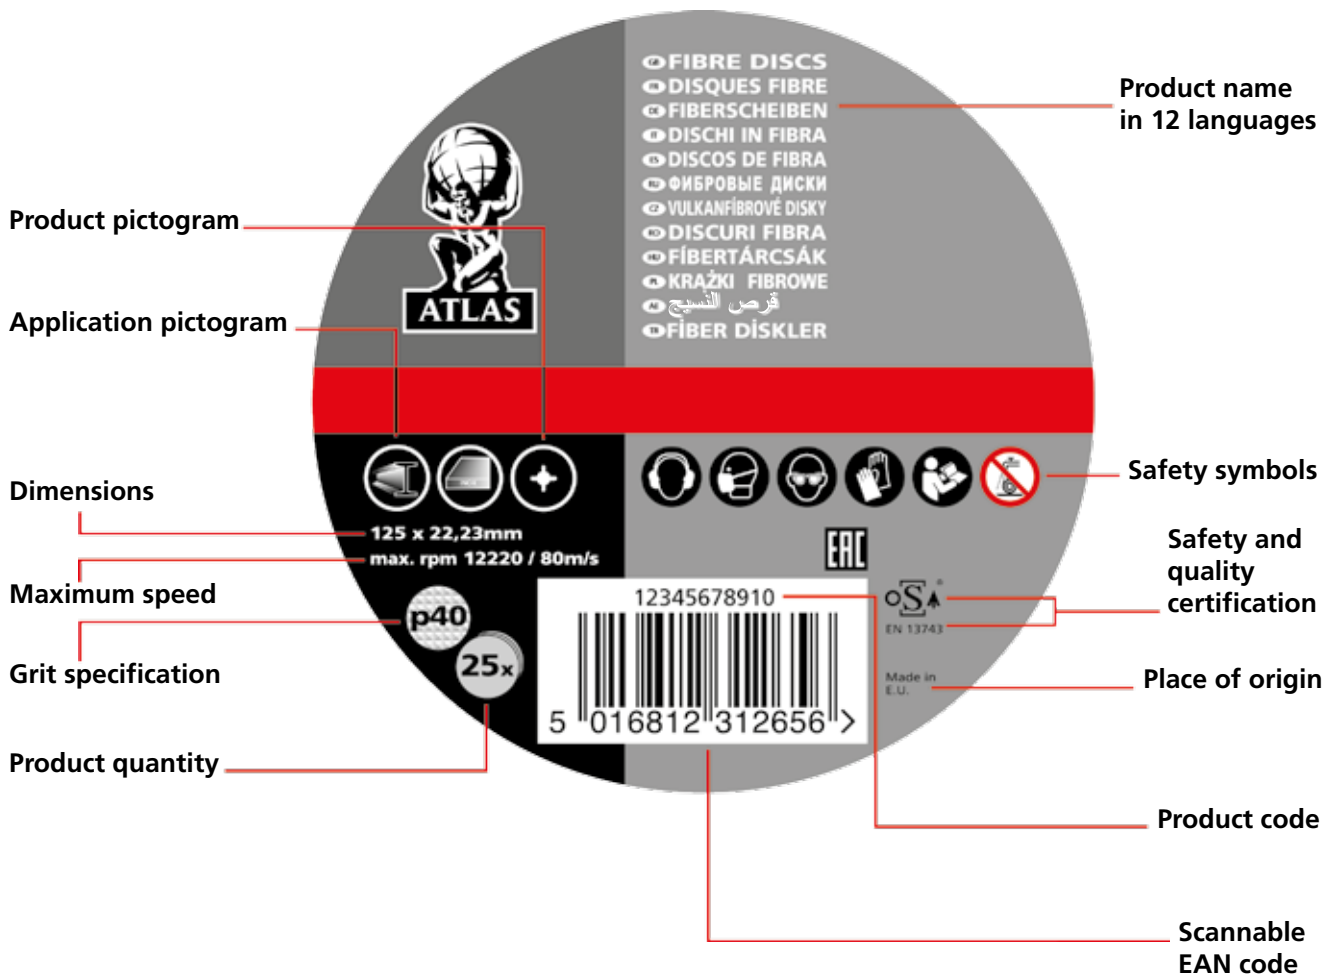 FIBRE DISCS
DISQUES FIBRE
FIBERSCHEIBEN
DISCHI IN FIBRA
DISCOS DE FIBRA
ФИБРОВЫЕ ДИСКИ
VULKANFÍBROVÉ DISKY
DISCURI FIBRA
FÍBERTÁRCSÁK
KRĄŻKI FIBROWE
قرص النسيج
FİBER DİSKLER
Product name
in 12 languages
Product pictogram
Application pictogram
ATLAS
Dimensions
Maximum speed
Grit specification
Product quantity
125 x 22,23mm
max. rpm 12220 / 80m/s
p40
25x
EAC
12345678910
5 016812 312656 >
oSA
EN 13743
Made in
E.U.
Safety symbols
Safety and
quality
certification
Place of origin
Product code
Scannable
EAN code